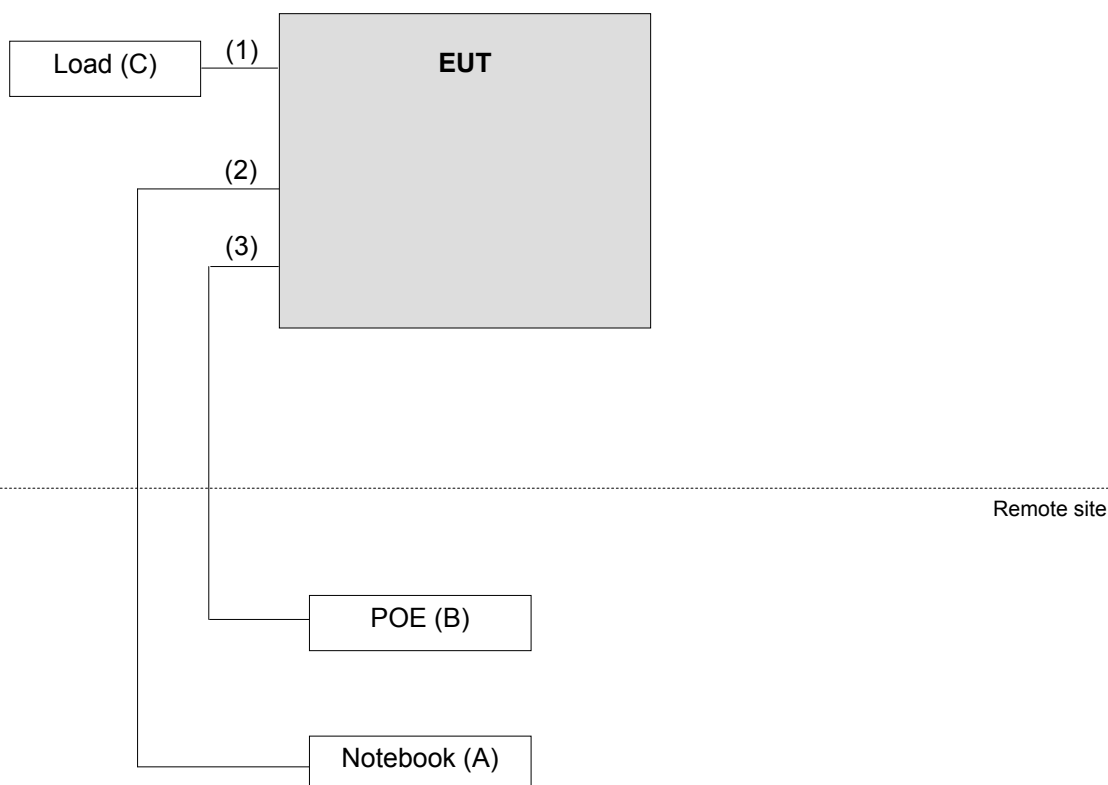 (1)
Load (C)
EUT
(2)
(3)
Remote site
POE (B)
Notebook (A)